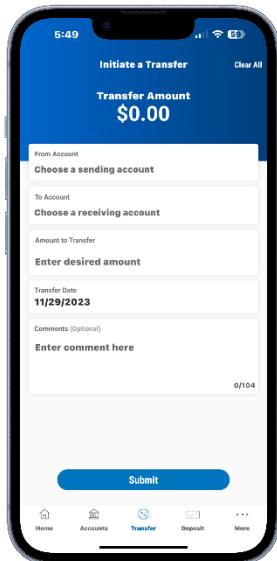 5:49
59
Initiate a Transfer
Clear All
Transfer Amount
$0.00
From Account
Choose a sending account
To Account
Choose a receiving account
Amount to Transfer
Enter desired amount
Transfer Date
11/29/2023
Comments (Optional)
Enter comment here
0/104
Submit
Home Accounts Transfer Deposit More